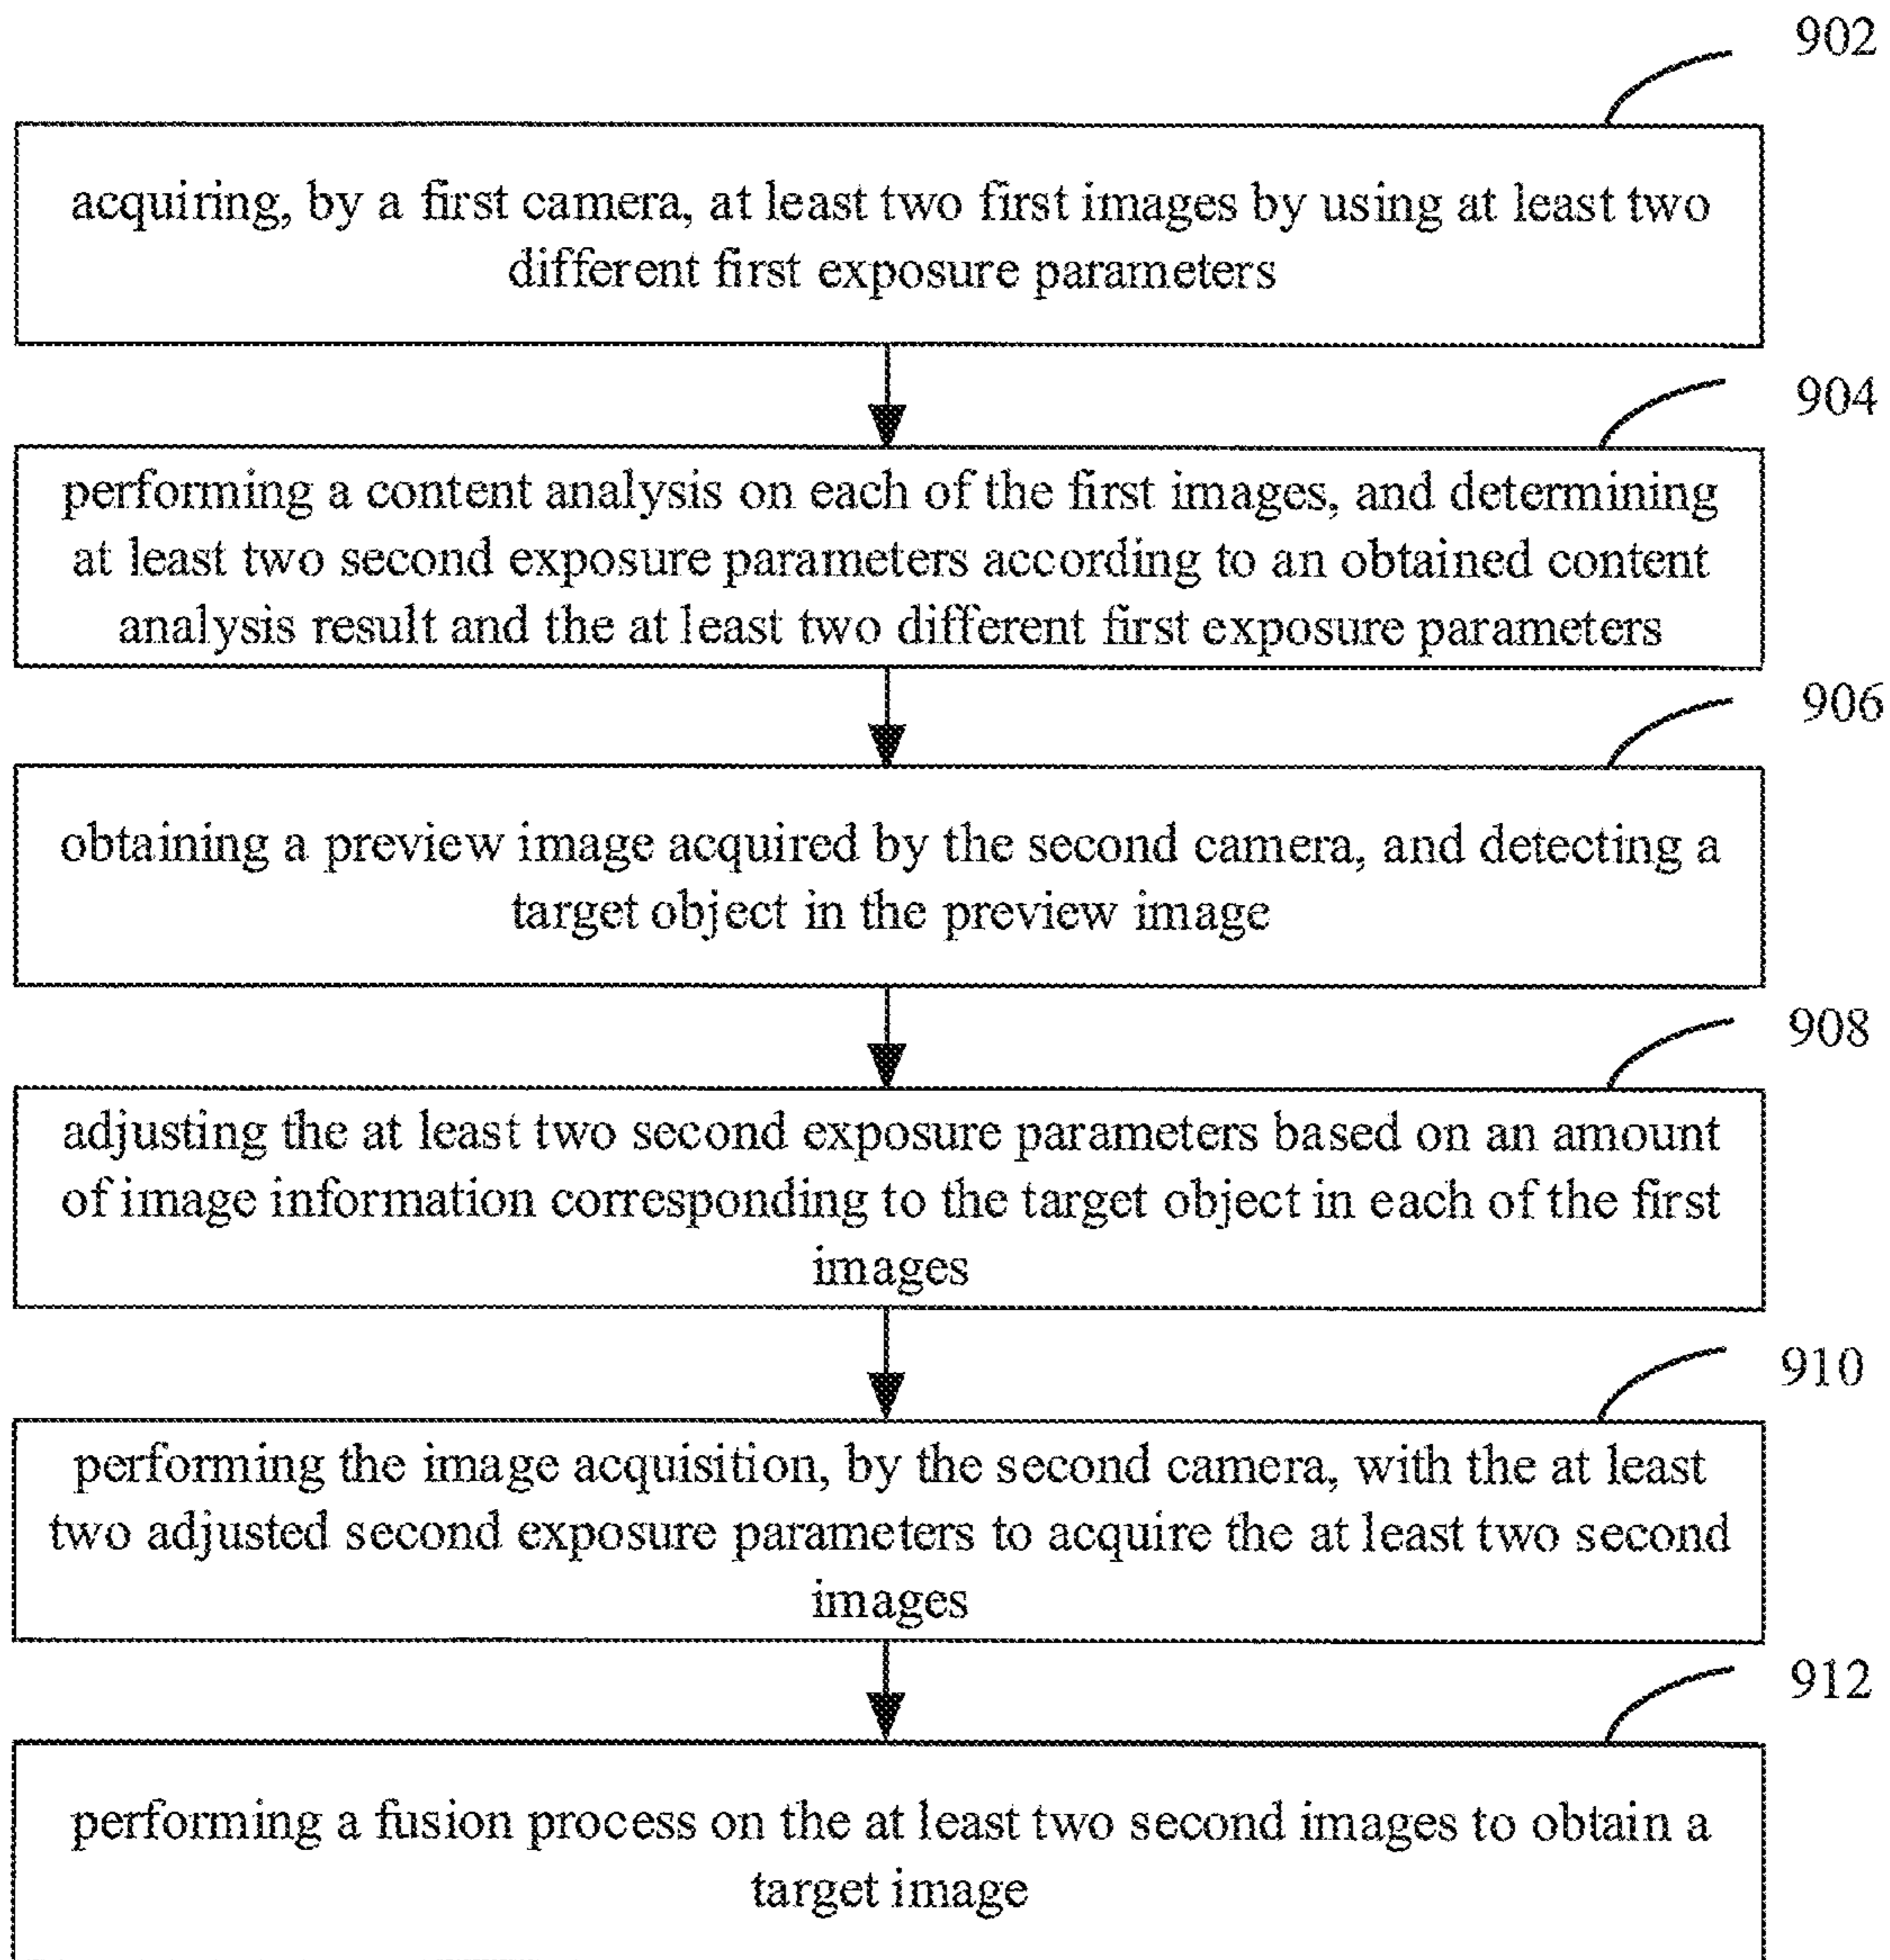 902
acquiring, by a first camera, at least two first images by using at least two
different first exposure parameters
904
performing a content analysis on each of the first images, and determining
at least two second exposure parameters according to an obtained content
analysis result and the at least two different first exposure parameters
906
obtaining a preview image acquired by the second camera, and detecting a
target object in the preview image
908
adjusting the at least two second exposure parameters based on an amount
of image information corresponding to the target object in each of the first
images
910
performing the image acquisition, by the second camera, with the at least
two adjusted second exposure parameters to acquire the at least two second
images
912
performing a fusion process on the at least two second images to obtain a
target image